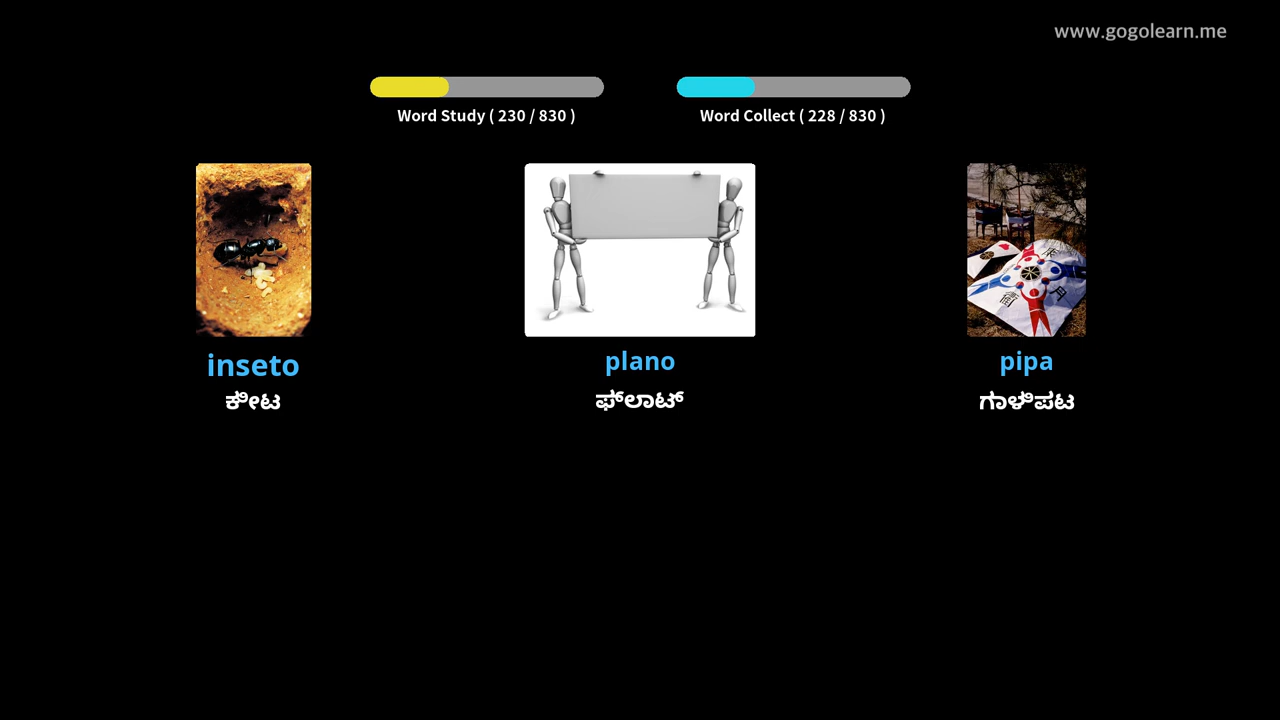 www.gogolearn.me
Word Study ( 230 / 830 )
Word Collect ( 228 / 830 )
inseto
plano
pipa
ಕೀಟ
ಫ್ಲಾಟ್
ಗಾಳಿಪಟ